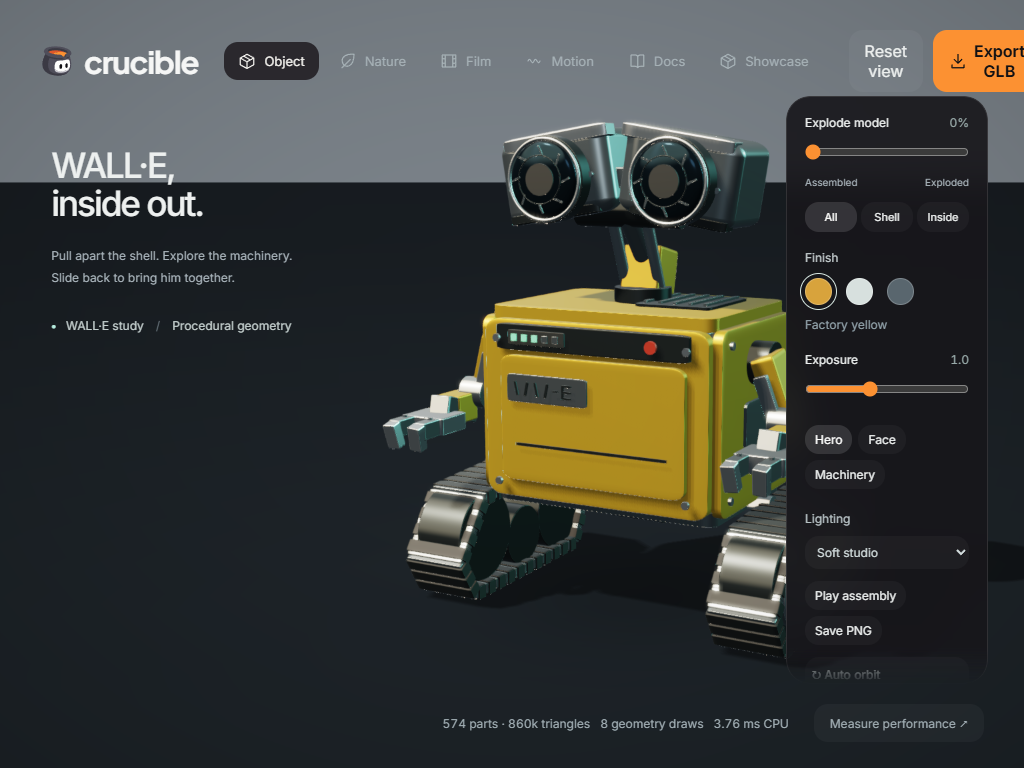 crucible
Object
Nature
Film
Motion
Docs
Showcase
Reset
view
Export
GLB
WALL·E,
inside out.
Pull apart the shell. Explore the machinery.
Slide back to bring him together.
• WALL·E study / Procedural geometry
Explode model 0%
Assembled Exploded
All Shell Inside
Finish
Factory yellow
Exposure 1.0
Hero Face
Machinery
Lighting
Soft studio
Play assembly
Save PNG
↻ Auto orbit
574 parts · 860k triangles 8 geometry draws 3.76 ms CPU
Measure performance ↗